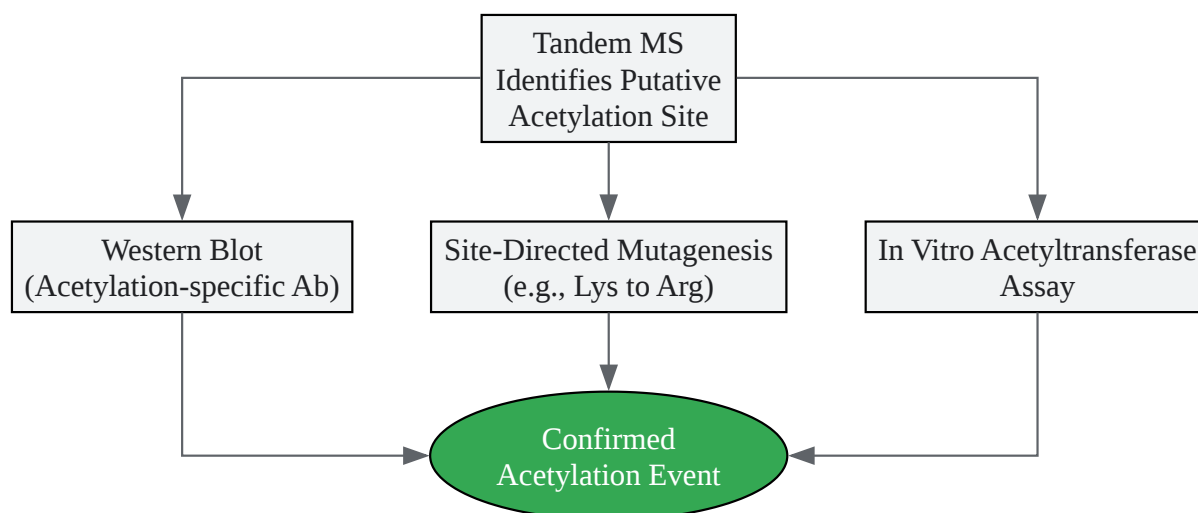 Tandem MS
Identifies Putative
Acetylation Site
Western Blot
(Acetylation-specific Ab)
Site-Directed Mutagenesis
(e.g., Lys to Arg)
In Vitro Acetyltransferase
Assay
Confirmed
Acetylation Event